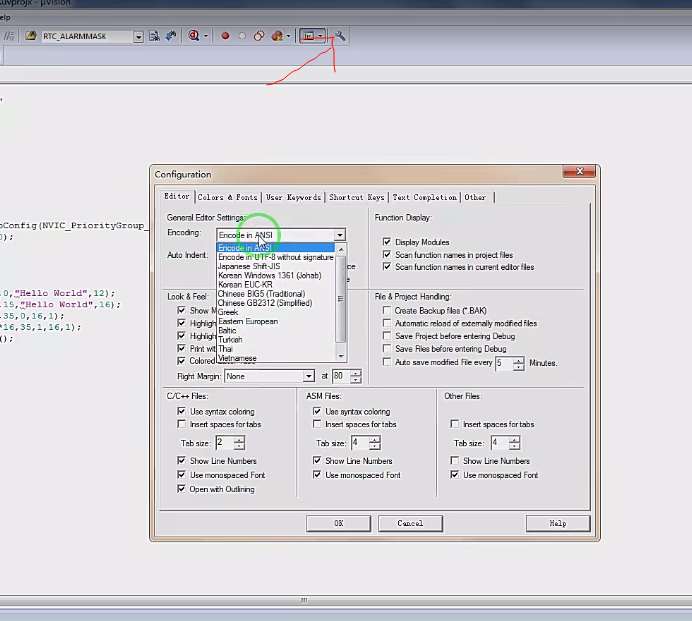 uvprojx - µVision
elp
RTC_ALARMMASK
oConfig(NVIC_PriorityGroup_
0);
0,"Hello World",12);
15,"Hello World",16);
,35,0,16,1);
*16,35,1,16,1);
();
Configuration
Editor Colors & Fonts User Keywords Shortcut Keys Text Completion Other
General Editor Settings:
Function Display:
Encoding: Encode in ANSI
Encode in ANSI
Encode in UTF-8 without signature
Japanese Shift-JIS
Korean Windows 1361 (Johab)
Korean EUC-KR
Chinese BIG5 (Traditional)
Chinese GB2312 (Simplified)
Greek
Eastern European
Baltic
Turkish
Thai
Vietnamese
Auto Indent:
ce
e
Display Modules
Scan function names in project files
Scan function names in current editor files
Look & Feel:
Show M
Highligh
Highligh
Print wit
Colored
Right Margin: None at 80
File & Project Handling:
Create Backup files (*.BAK)
Automatic reload of externally modified files
Save Project before entering Debug
Save Files before entering Debug
Auto save modified File every 5 Minutes.
C/C++ Files:
Use syntax coloring
Insert spaces for tabs
Tab size: 2
Show Line Numbers
Use monospaced Font
Open with Outlining
ASM Files:
Use syntax coloring
Insert spaces for tabs
Tab size: 4
Show Line Numbers
Use monospaced Font
Other Files:
Insert spaces for tabs
Tab size: 4
Show Line Numbers
Use monospaced Font
OK Cancel Help